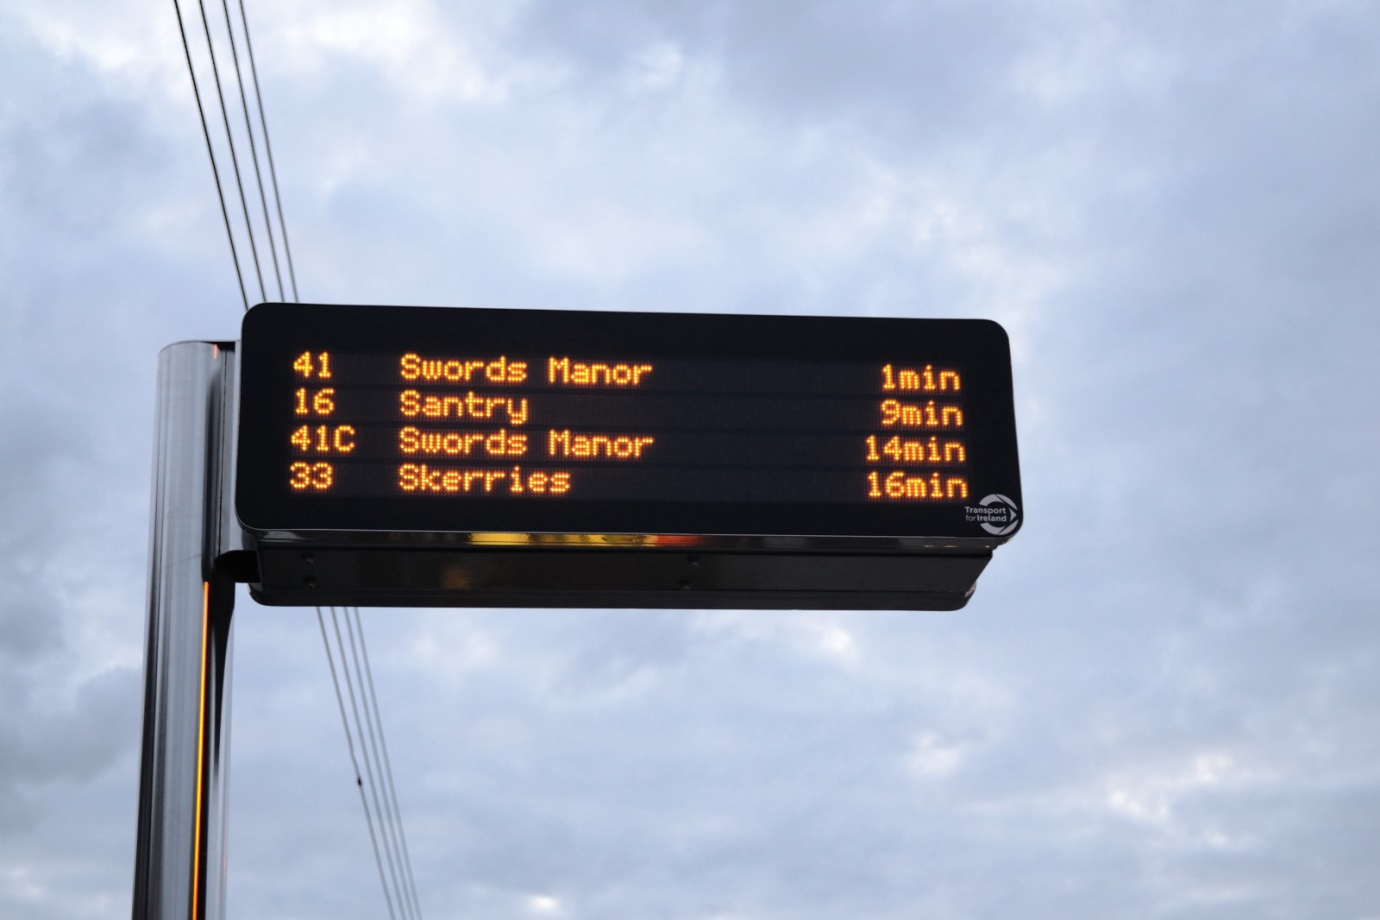 41 Swords Manor 1min
16 Santry 9min
41C Swords Manor 14min
33 Skerries 16min
Transport
for Ireland